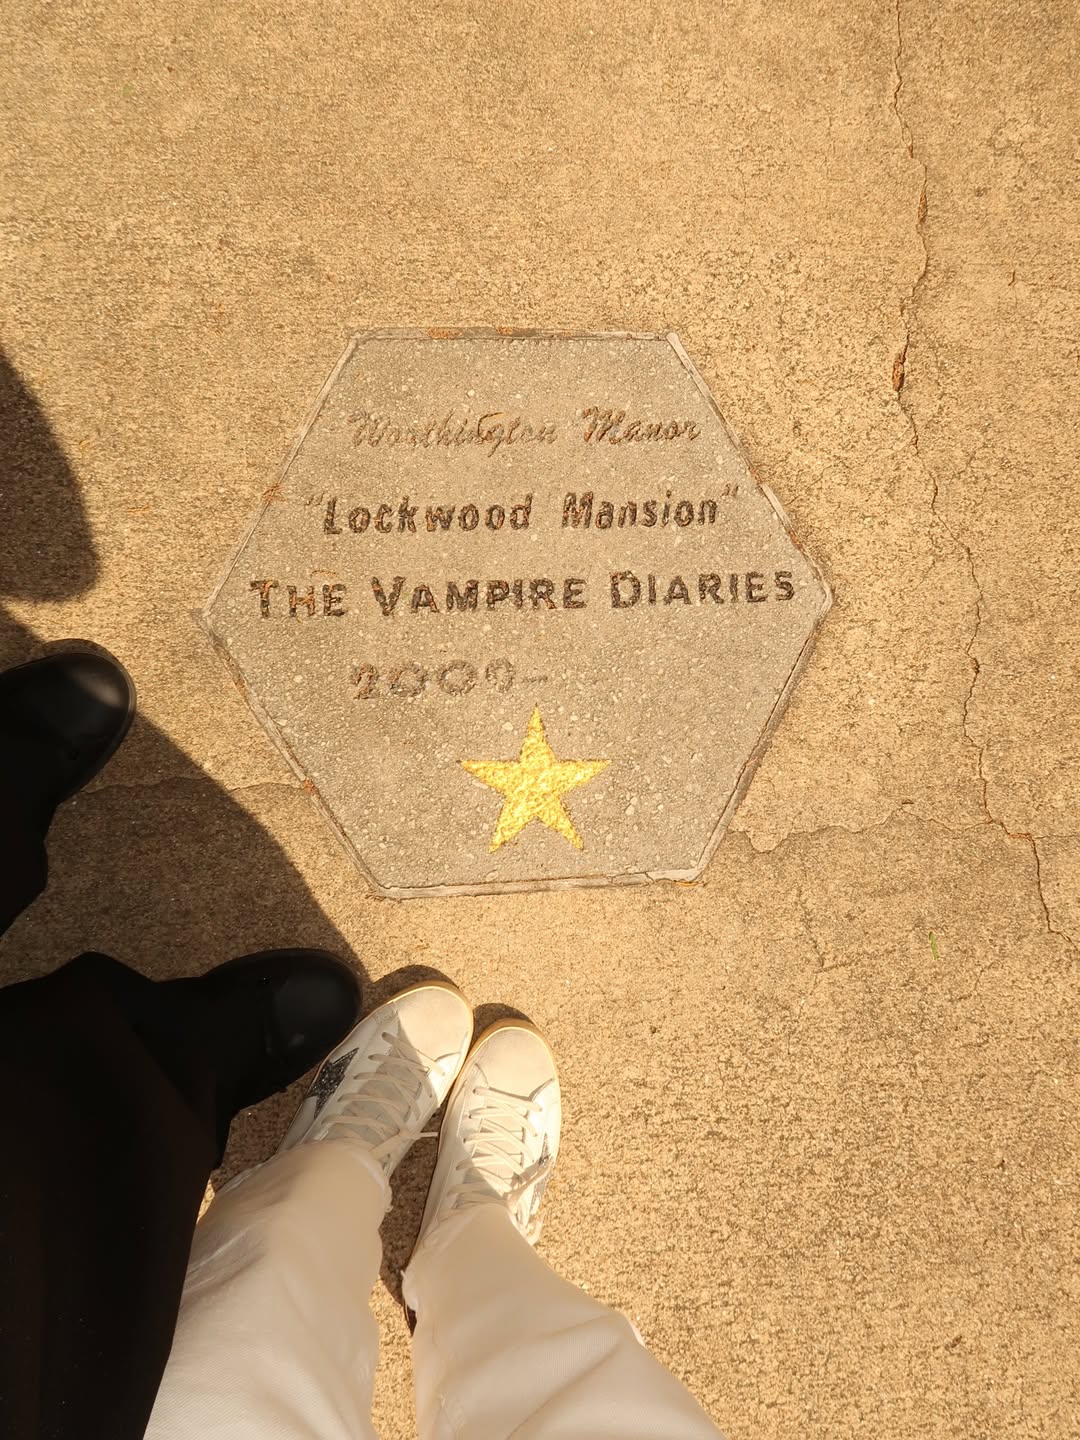 Worthington Manor
"Lockwood Mansion"
THE VAMPIRE DIARIES
2009-